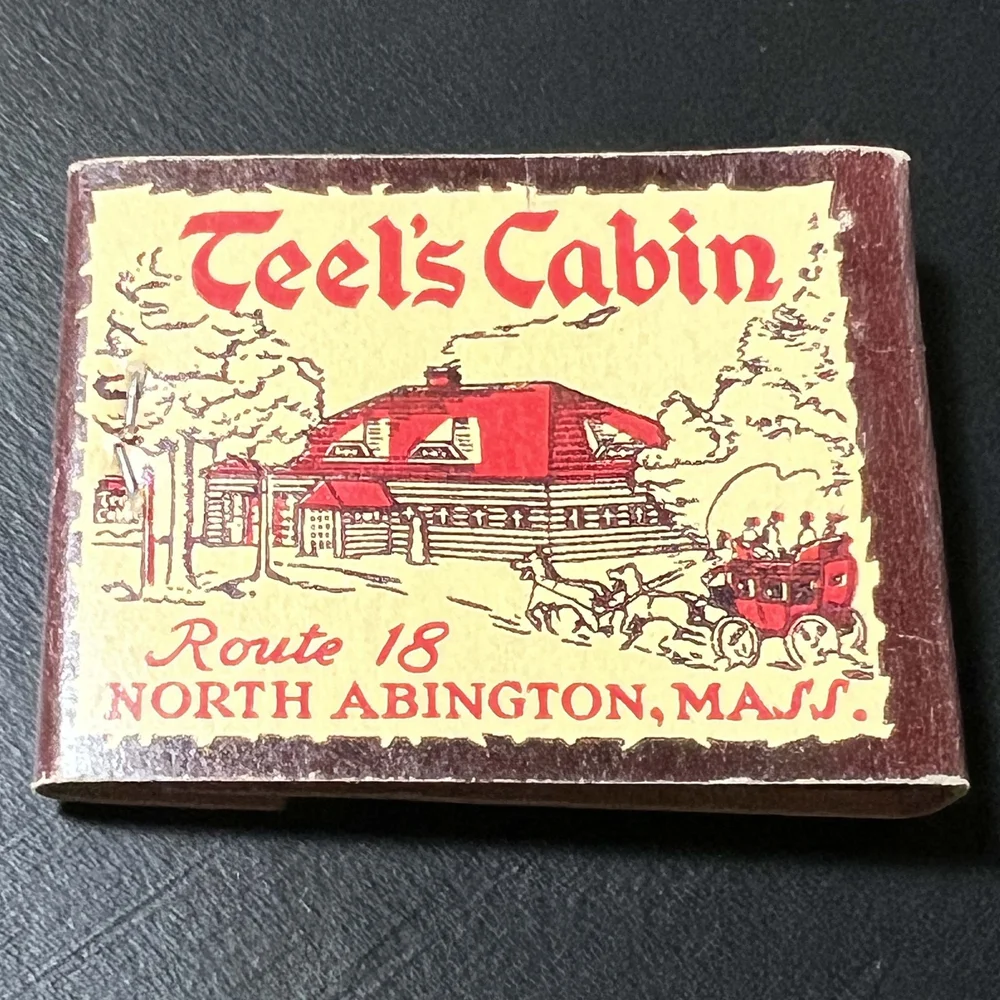 Teel's Cabin
Route 18
NORTH ABINGTON, MASS.